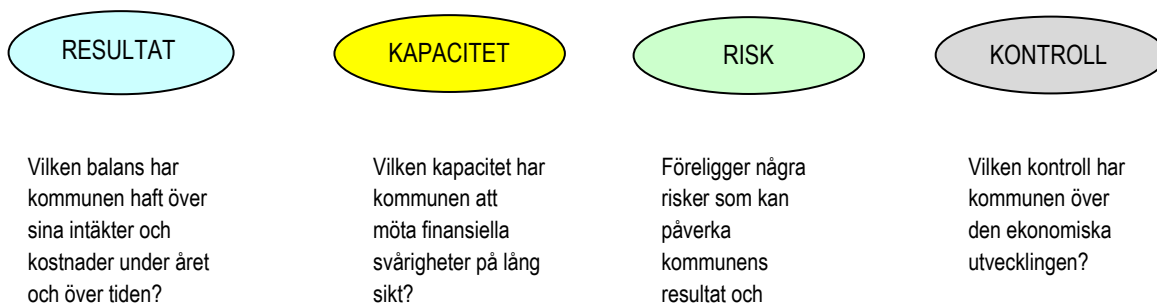 RESULTAT
Vilken balans har
kommunen haft över
sina intäkter och
kostnader under året
och över tiden?
KAPACITET
Vilken kapacitet har
kommunen att
möta finansiella
svårigheter på lång
sikt?
RISK
Föreligger några
risker som kan
påverka
kommunens
resultat och
KONTROLL
Vilken kontroll har
kommunen över
den ekonomiska
utvecklingen?